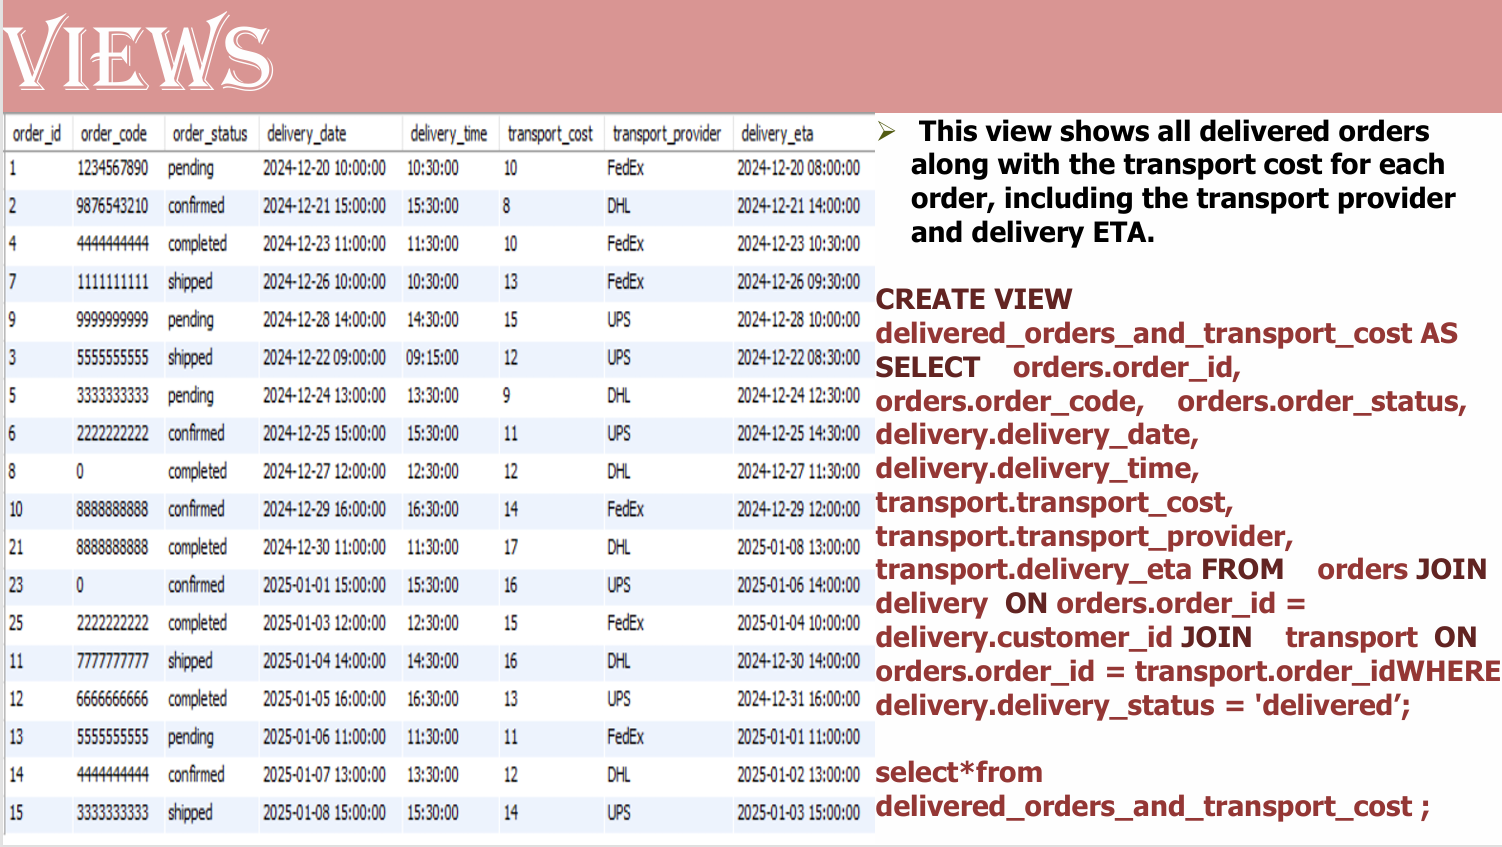 VIEWS
order_id order_code order_status delivery_date delivery_time transport_cost transport_provider delivery_eta
1 1234567890 pending 2024-12-20 10:00:00 10:30:00 10 FedEx 2024-12-20 08:00:00
2 9876543210 confirmed 2024-12-21 15:00:00 15:30:00 8 DHL 2024-12-21 14:00:00
4 4444444444 completed 2024-12-23 11:00:00 11:30:00 10 FedEx 2024-12-23 10:30:00
7 1111111111 shipped 2024-12-26 10:00:00 10:30:00 13 FedEx 2024-12-26 09:30:00
9 9999999999 pending 2024-12-28 14:00:00 14:30:00 15 UPS 2024-12-28 10:00:00
3 5555555555 shipped 2024-12-22 09:00:00 09:15:00 12 UPS 2024-12-22 08:30:00
5 3333333333 pending 2024-12-24 13:00:00 13:30:00 9 DHL 2024-12-24 12:30:00
6 2222222222 confirmed 2024-12-25 15:00:00 15:30:00 11 UPS 2024-12-25 14:30:00
8 0 completed 2024-12-27 12:00:00 12:30:00 12 DHL 2024-12-27 11:30:00
10 8888888888 confirmed 2024-12-29 16:00:00 16:30:00 14 FedEx 2024-12-29 12:00:00
21 8888888888 completed 2024-12-30 11:00:00 11:30:00 17 DHL 2025-01-08 13:00:00
23 0 confirmed 2025-01-01 15:00:00 15:30:00 16 UPS 2025-01-06 14:00:00
25 2222222222 completed 2025-01-03 12:00:00 12:30:00 15 FedEx 2025-01-04 10:00:00
11 7777777777 shipped 2025-01-04 14:00:00 14:30:00 16 DHL 2024-12-30 14:00:00
12 6666666666 completed 2025-01-05 16:00:00 16:30:00 13 UPS 2024-12-31 16:00:00
13 5555555555 pending 2025-01-06 11:00:00 11:30:00 11 FedEx 2025-01-01 11:00:00
14 4444444444 confirmed 2025-01-07 13:00:00 13:30:00 12 DHL 2025-01-02 13:00:00
15 3333333333 shipped 2025-01-08 15:00:00 15:30:00 14 UPS 2025-01-03 15:00:00
This view shows all delivered orders
along with the transport cost for each
order, including the transport provider
and delivery ETA.
CREATE VIEW
delivered_orders_and_transport_cost AS
SELECT orders.order_id,
orders.order_code, orders.order_status,
delivery.delivery_date,
delivery.delivery_time,
transport.transport_cost,
transport.transport_provider,
transport.delivery_eta FROM orders JOIN
delivery ON orders.order_id =
delivery.customer_id JOIN transport ON
orders.order_id = transport.order_idWHERE
delivery.delivery_status = 'delivered’;
select*from
delivered_orders_and_transport_cost ;